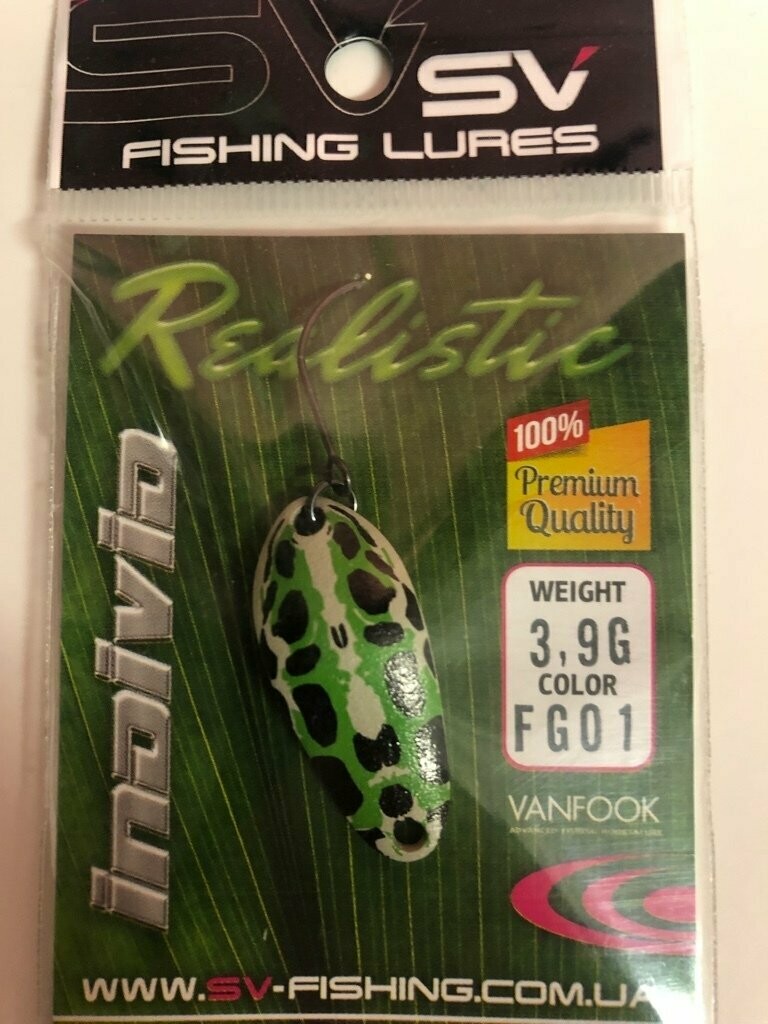 SV
FISHING LURES
Realistic
INDIVID
100%
Premium
Quality
WEIGHT
3,9G
COLOR
FG01
VANFOOK
WWW.SV-FISHING.COM.UA